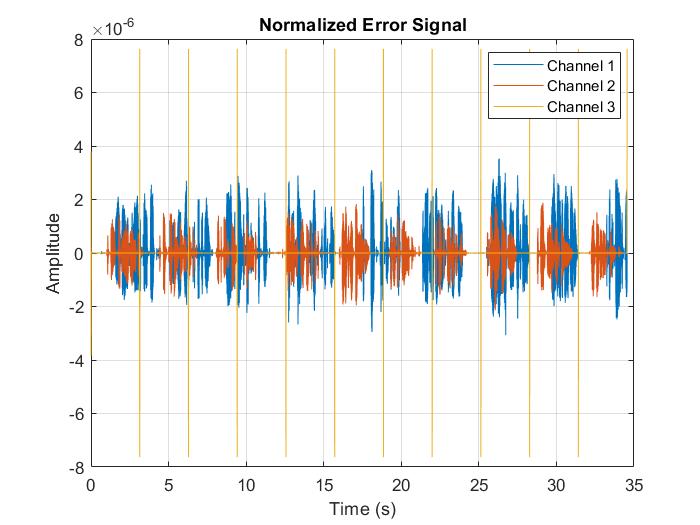 Normalized Error Signal
×10-6
8
6
4
2
0
-2
-4
-6
-8
Amplitude
Channel 1
Channel 2
Channel 3
0 5 10 15 20 25 30 35
Time (s)